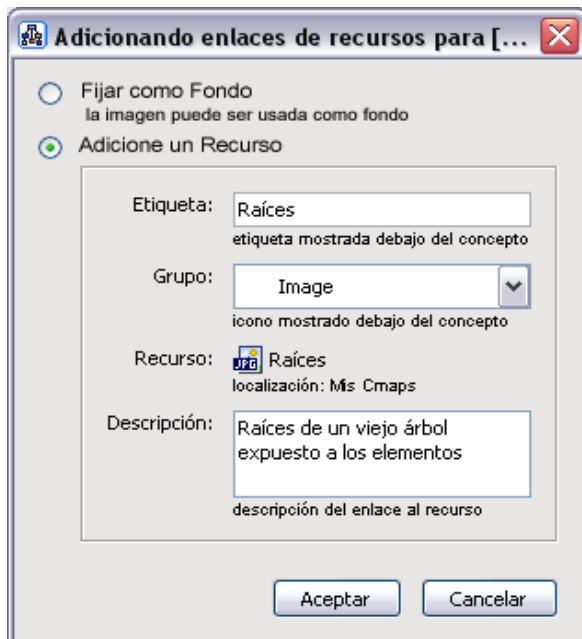 Adicionando enlaces de recursos para [...
Fijar como Fondo
la imagen puede ser usada como fondo
Adicione un Recurso
Etiqueta: Raíces
etiqueta mostrada debajo del concepto
Grupo: Image
icono mostrado debajo del concepto
Recurso: JPG Raíces
localización: Mis Cmaps
Descripción: Raíces de un viejo árbol
expuesto a los elementos
descripción del enlace al recurso
Aceptar Cancelar